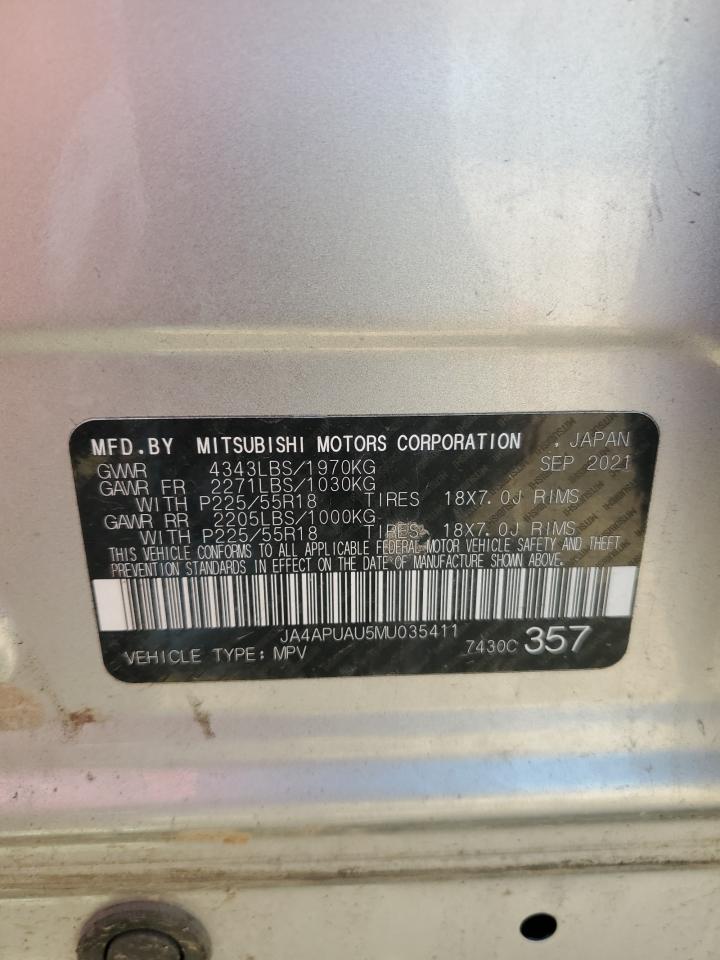 MFD.BY MITSUBISHI MOTORS CORPORATION , JAPAN
GVWR 4343LBS/1970KG SEP 2021
GAWR FR 2271LBS/1030KG
WITH P225/55R18 TIRES 18X7.0J RIMS
GAWR RR 2205LBS/1000KG
WITH P225/55R18 TIRES 18X7.0J RIMS
THIS VEHICLE CONFORMS TO ALL APPLICABLE FEDERAL MOTOR VEHICLE SAFETY AND THEFT
PREVENTION STANDARDS IN EFFECT ON THE DATE OF MANUFACTURE SHOWN ABOVE.
JA4APUAU5MU035411
VEHICLE TYPE: MPV 7430C 357